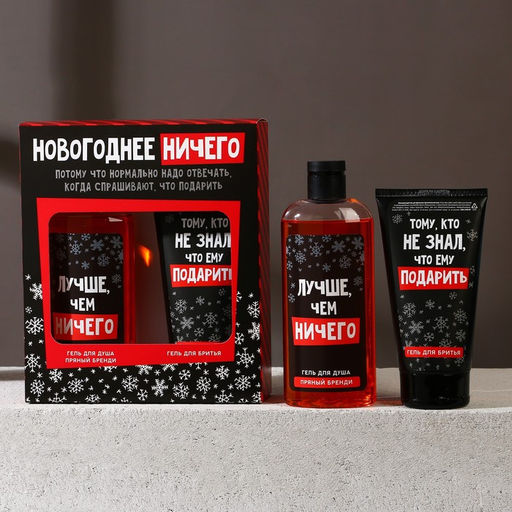 НОВОГОДНЕЕ НИЧЕГО
ПОТОМУ ЧТО НОРМАЛЬНО НАДО ОТВЕЧАТЬ,
КОГДА СПРАШИВАЮТ, ЧТО ПОДАРИТЬ
ЛУЧШЕ,
ЧЕМ
НИЧЕГО
ГЕЛЬ ДЛЯ ДУША
ПРЯНЫЙ БРЕНДИ
ТОМУ, КТО
НЕ ЗНАЛ,
ЧТО ЕМУ
ПОДАРИТЬ
ГЕЛЬ ДЛЯ БРИТЬЯ
ЛУЧШЕ,
ЧЕМ
НИЧЕГО
ГЕЛЬ ДЛЯ ДУША
ПРЯНЫЙ БРЕНДИ
ТОМУ, КТО
НЕ ЗНАЛ,
ЧТО ЕМУ
ПОДАРИТЬ
ГЕЛЬ ДЛЯ БРИТЬЯ